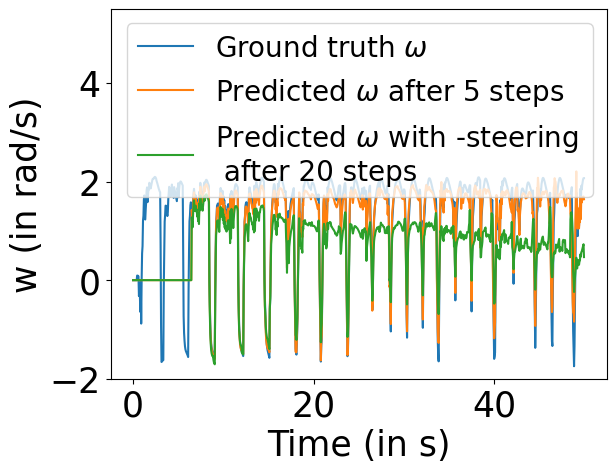 Ground truth ω
Predicted ω after 5 steps
Predicted ω with -steering
after 20 steps
w (in rad/s)
4
2
0
−2
0
20
40
Time (in s)